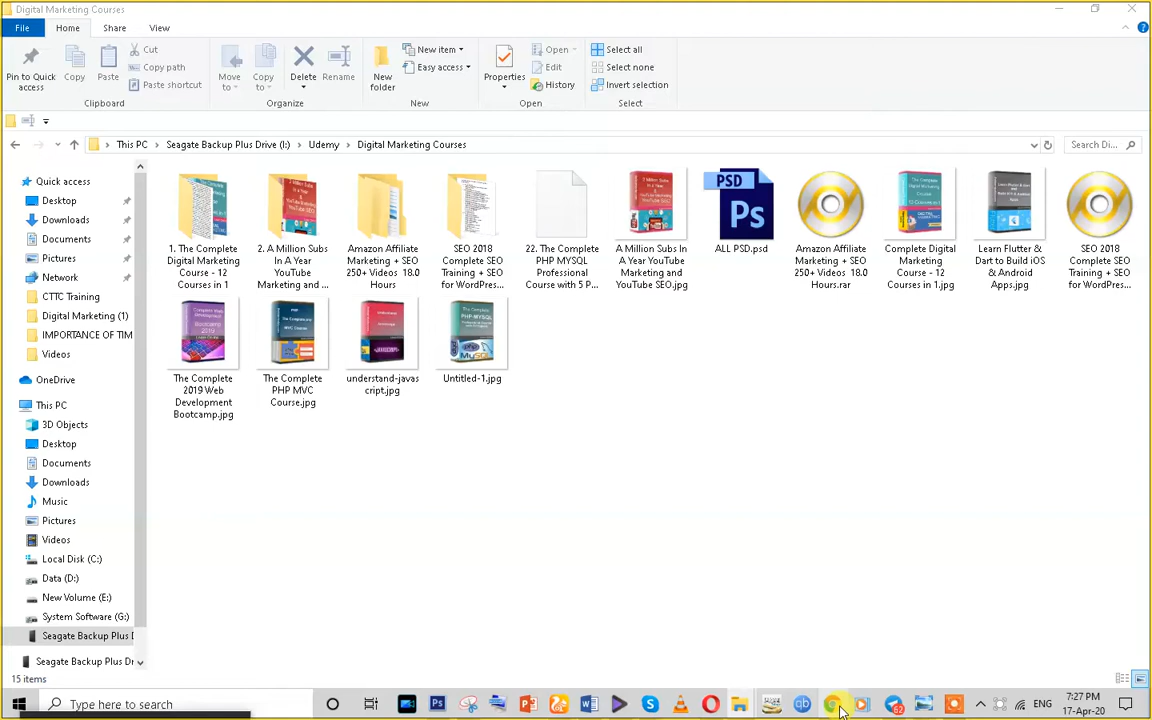 Digital Marketing Courses
File Home Share View
Pin to Quick access
Copy
Paste
Cut
Copy path
Paste shortcut
Clipboard
Move to
Copy to
Delete
Rename
Organize
New folder
New item
Easy access
New
Properties
Open
Edit
History
Open
Select all
Select none
Invert selection
Select
This PC > Seagate Backup Plus Drive (I:) > Udemy > Digital Marketing Courses
Search Di...
Quick access
Desktop
Downloads
Documents
Pictures
Network
CTTC Training
Digital Marketing (1)
IMPORTANCE OF TIM
Videos
OneDrive
This PC
3D Objects
Desktop
Documents
Downloads
Music
Pictures
Videos
Local Disk (C:)
Data (D:)
New Volume (E:)
System Software (G:)
Seagate Backup Plus D
Seagate Backup Plus Dr
1. The Complete
Digital Marketing
Course - 12
Courses in 1
2. A Million Subs
In A Year
YouTube
Marketing and ...
Amazon Affiliate
Marketing + SEO
250+ Videos 18.0
Hours
SEO 2018
Complete SEO
Training + SEO
for WordPres...
22. The Complete
PHP MYSQL
Professional
Course with 5 P...
A Million Subs In
A Year YouTube
Marketing and
YouTube SEO.jpg
PSD
Ps
ALL PSD.psd
Amazon Affiliate
Marketing + SEO
250+ Videos 18.0
Hours.rar
Complete Digital
Marketing
Course - 12
Courses in 1.jpg
Learn Flutter &
Dart to Build iOS
& Android
Apps.jpg
SEO 2018
Complete SEO
Training + SEO
for WordPres...
The Complete
2019 Web
Development
Bootcamp.jpg
The Complete
PHP MVC
Course.jpg
understand-javas
cript.jpg
Untitled-1.jpg
15 items
Type here to search
ENG
7:27 PM
17-Apr-20